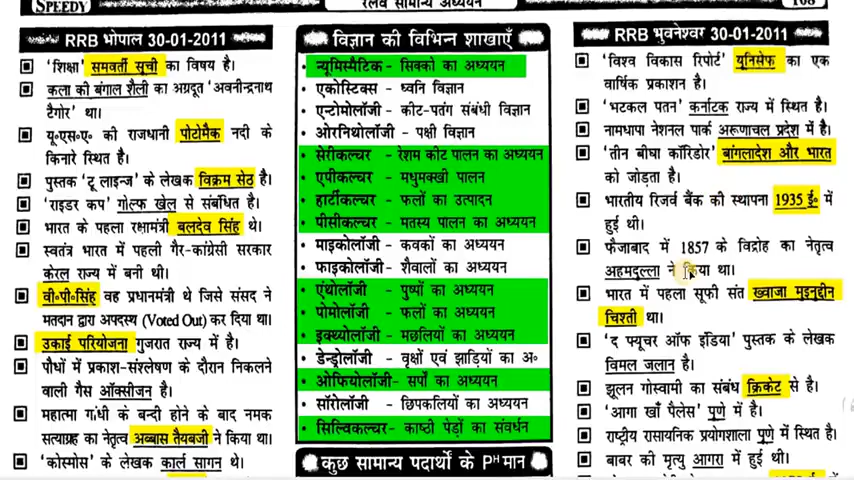 SPEEDY
रेलवे सामान्य अध्ययन
168
RRB भोपाल 30-01-2011
'शिक्षा' समवर्ती सूची का विषय है।
कला की बंगाल शैली का अग्रदूत 'अवनीन्द्रनाथ
टैगोर' था।
यू॰एस॰ए॰ की राजधानी पोटोमैक नदी के
किनारे स्थित है।
पुस्तक 'टू लाइन्ज' के लेखक विक्रम सेठ है।
'राइडर कप' गोल्फ खेल से संबंधित है।
भारत के पहला रक्षामंत्री बलदेव सिंह थे।
स्वतंत्र भारत में पहली गैर-कांग्रेसी सरकार
केरल राज्य में बनी थी।
वी॰पी॰सिंह वह प्रधानमंत्री थे जिसे संसद ने
मतदान द्वारा अपदस्थ (Voted Out) कर दिया था।
उकाई परियोजना गुजरात राज्य में है।
पौधों में प्रकाश-संश्लेषण के दौरान निकलने
वाली गैस ऑक्सीजन है।
महात्मा गांधी के बन्दी होने के बाद नमक
सत्याग्रह का नेतृत्व अब्बास तैयबजी ने किया था।
'कोस्मोस' के लेखक कार्ल सागन थे।
विज्ञान की विभिन्न शाखाएँ
• न्यूमिस्मैटिक - सिक्को का अध्ययन
• एकोस्टिक्स - ध्वनि विज्ञान
• एन्टोमोलॉजी - कीट-पतंग संबंधी विज्ञान
• ओरनिथोलॉजी - पक्षी विज्ञान
• सेरीकल्चर - रेशम कीट पालन का अध्ययन
• एपीकल्चर - मधुमक्खी पालन
• हार्टीकल्चर - फलों का उत्पादन
• पीसीकल्चर - मतस्य पालन का अध्ययन
• माइकोलॉजी - कवकों का अध्ययन
• फाइकोलॉजी - शैवालों का अध्ययन
• एंथोलॉजी - पुष्पों का अध्ययन
• पोमोलॉजी - फलों का अध्ययन
• इक्थ्योलॉजी - मछलियों का अध्ययन
• डेन्ड्रोलॉजी - वृक्षों एवं झाड़ियों का अ॰
• ओफियोलॉजी- सर्पों का अध्ययन
• सॉरोलॉजी - छिपकलियों का अध्ययन
• सिल्विकल्चर - काष्ठी पेड़ों का संवर्धन
कुछ सामान्य पदार्थों के Pᴴ मान
RRB भुवनेश्वर 30-01-2011
'विश्व विकास रिपोर्ट' यूनिसेफ का एक
वार्षिक प्रकाशन है।
'भटकल पतन' कर्नाटक राज्य में स्थित है।
नामधापा नेशनल पार्क अरूणाचल प्रदेश में है।
'तीन बीघा कॉरिडोर' बांगलादेश और भारत
को जोड़ता है।
भारतीय रिजर्व बैंक की स्थापना 1935 ई॰ में
हुई थी।
फैजाबाद में 1857 के विद्रोह का नेतृत्व
अहमदुल्ला ने किया था।
भारत में पहला सूफी संत ख्वाजा मुइनुद्दीन
चिश्ती था।
'द फ्यूचर ऑफ इंडिया' पुस्तक के लेखक
विमल जलान है।
झूलन गोस्वामी का संबंध क्रिकेट से है।
'आगा खाँ पैलेस' पुणे में है।
राष्ट्रीय रासायनिक प्रयोगशाला पुणे में स्थित है।
बाबर की मृत्यु आगरा में हुई थी।